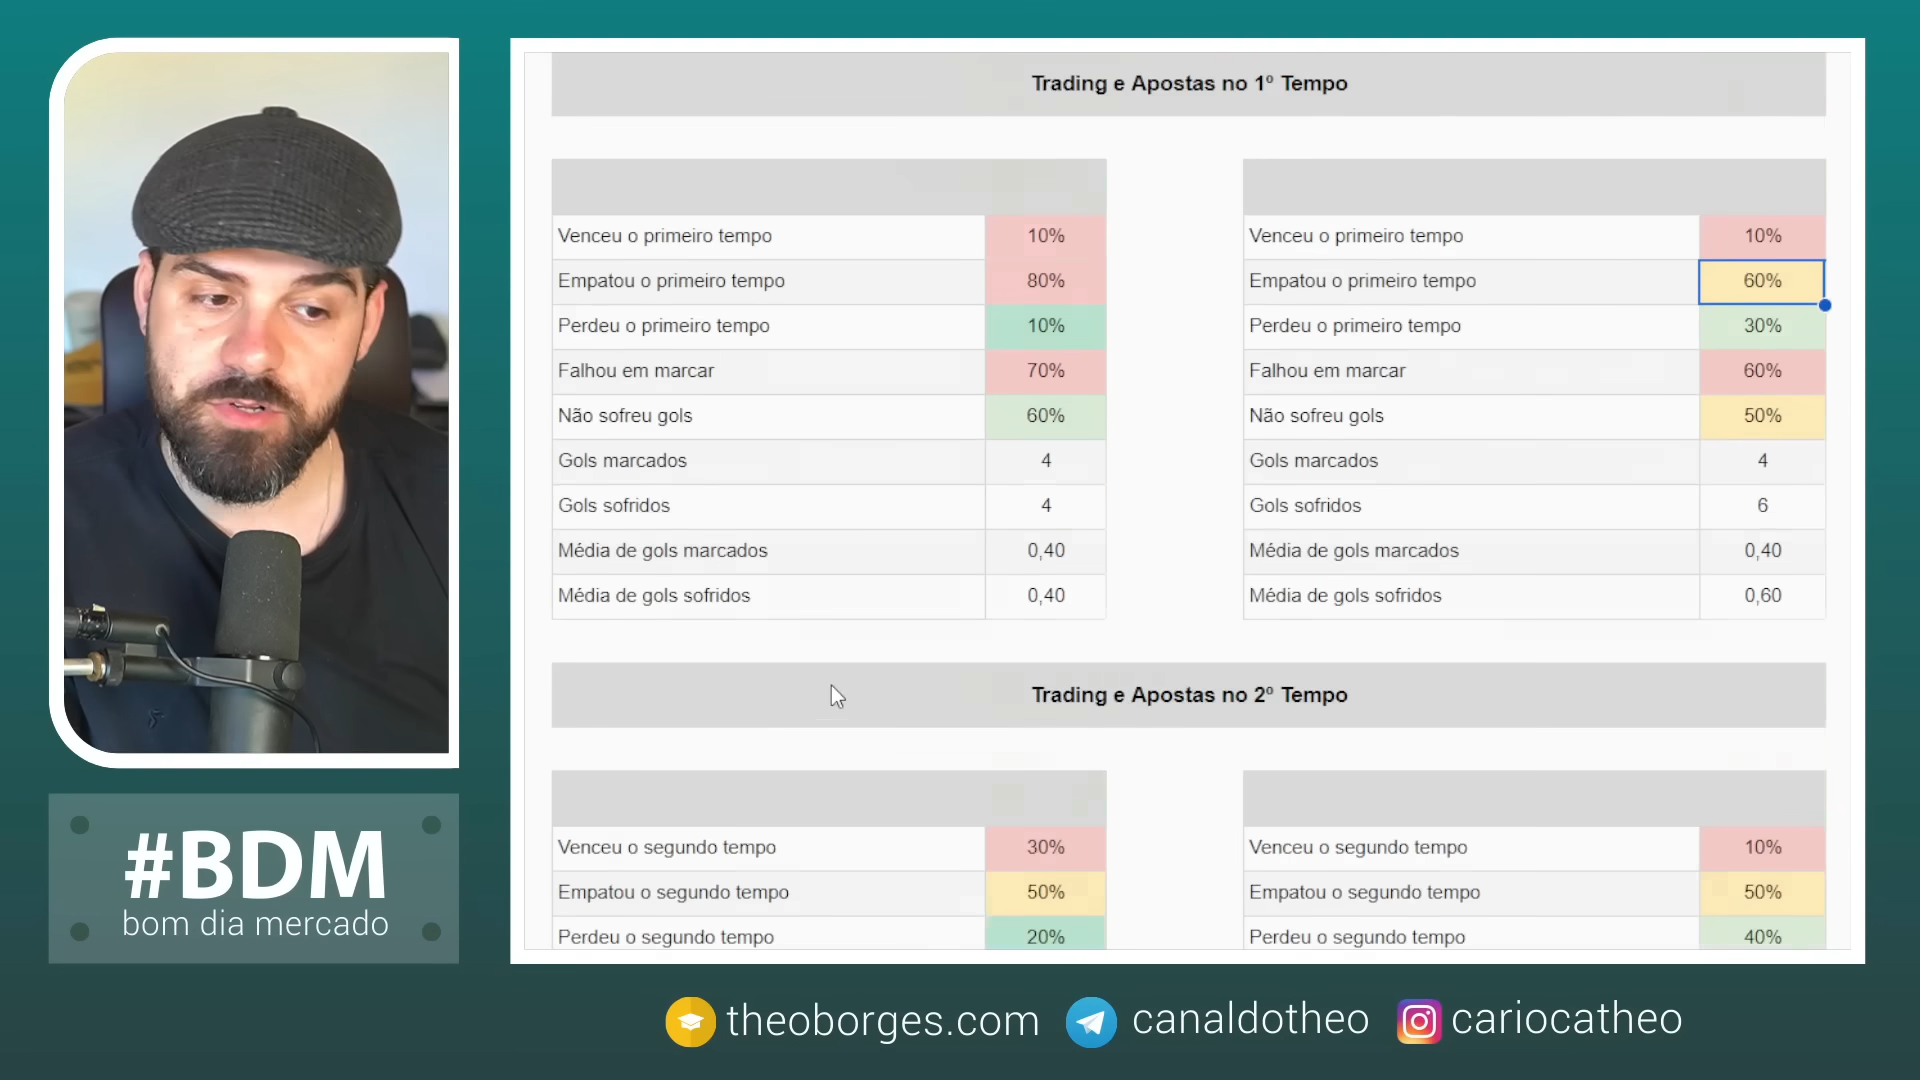 Trading e Apostas no 1º Tempo
Venceu o primeiro tempo 10%
Empatou o primeiro tempo 80%
Perdeu o primeiro tempo 10%
Falhou em marcar 70%
Não sofreu gols 60%
Gols marcados 4
Gols sofridos 4
Média de gols marcados 0,40
Média de gols sofridos 0,40
Venceu o primeiro tempo 10%
Empatou o primeiro tempo 60%
Perdeu o primeiro tempo 30%
Falhou em marcar 60%
Não sofreu gols 50%
Gols marcados 4
Gols sofridos 6
Média de gols marcados 0,40
Média de gols sofridos 0,60
Trading e Apostas no 2º Tempo
Venceu o segundo tempo 30%
Empatou o segundo tempo 50%
Perdeu o segundo tempo 20%
Venceu o segundo tempo 10%
Empatou o segundo tempo 50%
Perdeu o segundo tempo 40%
#BDM
bom dia mercado
theoborges.com canaldotheo cariocatheo